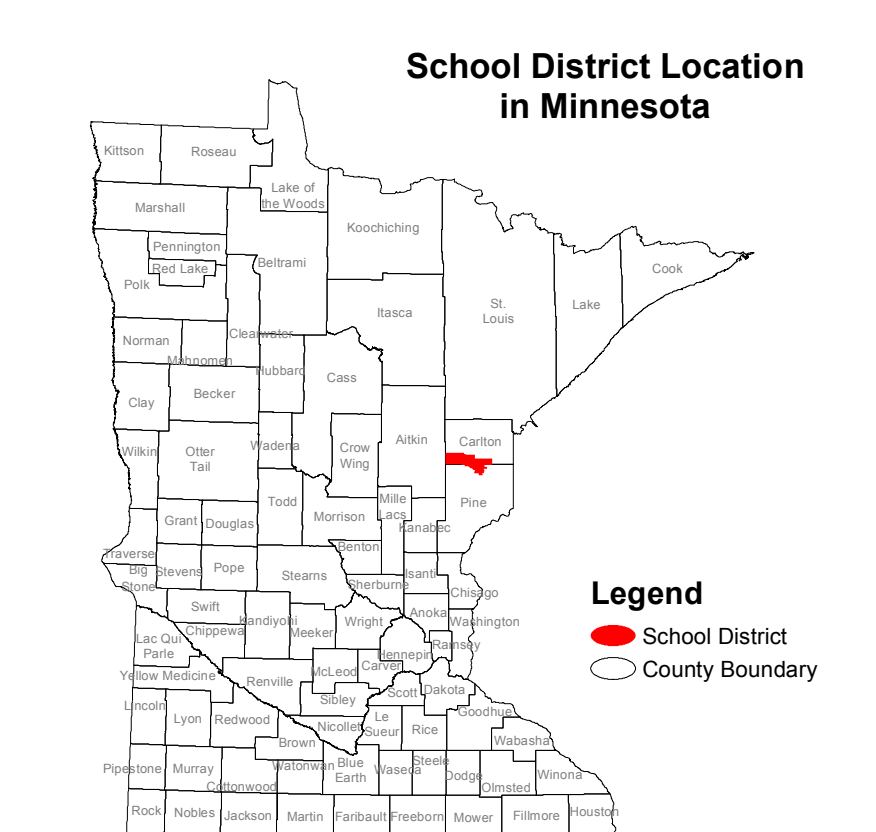 School District Location
in Minnesota
Kittson
Roseau
Lake of
the Woods
Marshall
Koochiching
Pennington
Beltrami
Red Lake
Polk
Cook
St.
Louis
Lake
Itasca
Norman
Clearwater
Mahnomen
Hubbard
Cass
Becker
Clay
Wilkin
Otter
Tail
Wadena
Crow
Wing
Aitkin
Carlton
Todd
Mille
Lacs
Pine
Grant
Douglas
Morrison
Kanabec
Traverse
Benton
Big
Stone
Stevens
Pope
Stearns
Isanti
Sherburne
Chisago
Swift
Kandiyohi
Anoka
Washington
Wright
Chippewa
Meeker
Lac Qui
Parle
Ramsey
Hennepin
Yellow Medicine
McLeod
Carver
Renville
Scott
Dakota
Sibley
Lincoln
Lyon
Redwood
Nicollet
Le
Sueur
Rice
Goodhue
Brown
Wabasha
Pipestone
Murray
Cottonwood
Watonwan
Blue
Earth
Waseca
Steele
Dodge
Olmsted
Winona
Rock
Nobles
Jackson
Martin
Faribault
Freeborn
Mower
Fillmore
Houston
Legend
School District
County Boundary